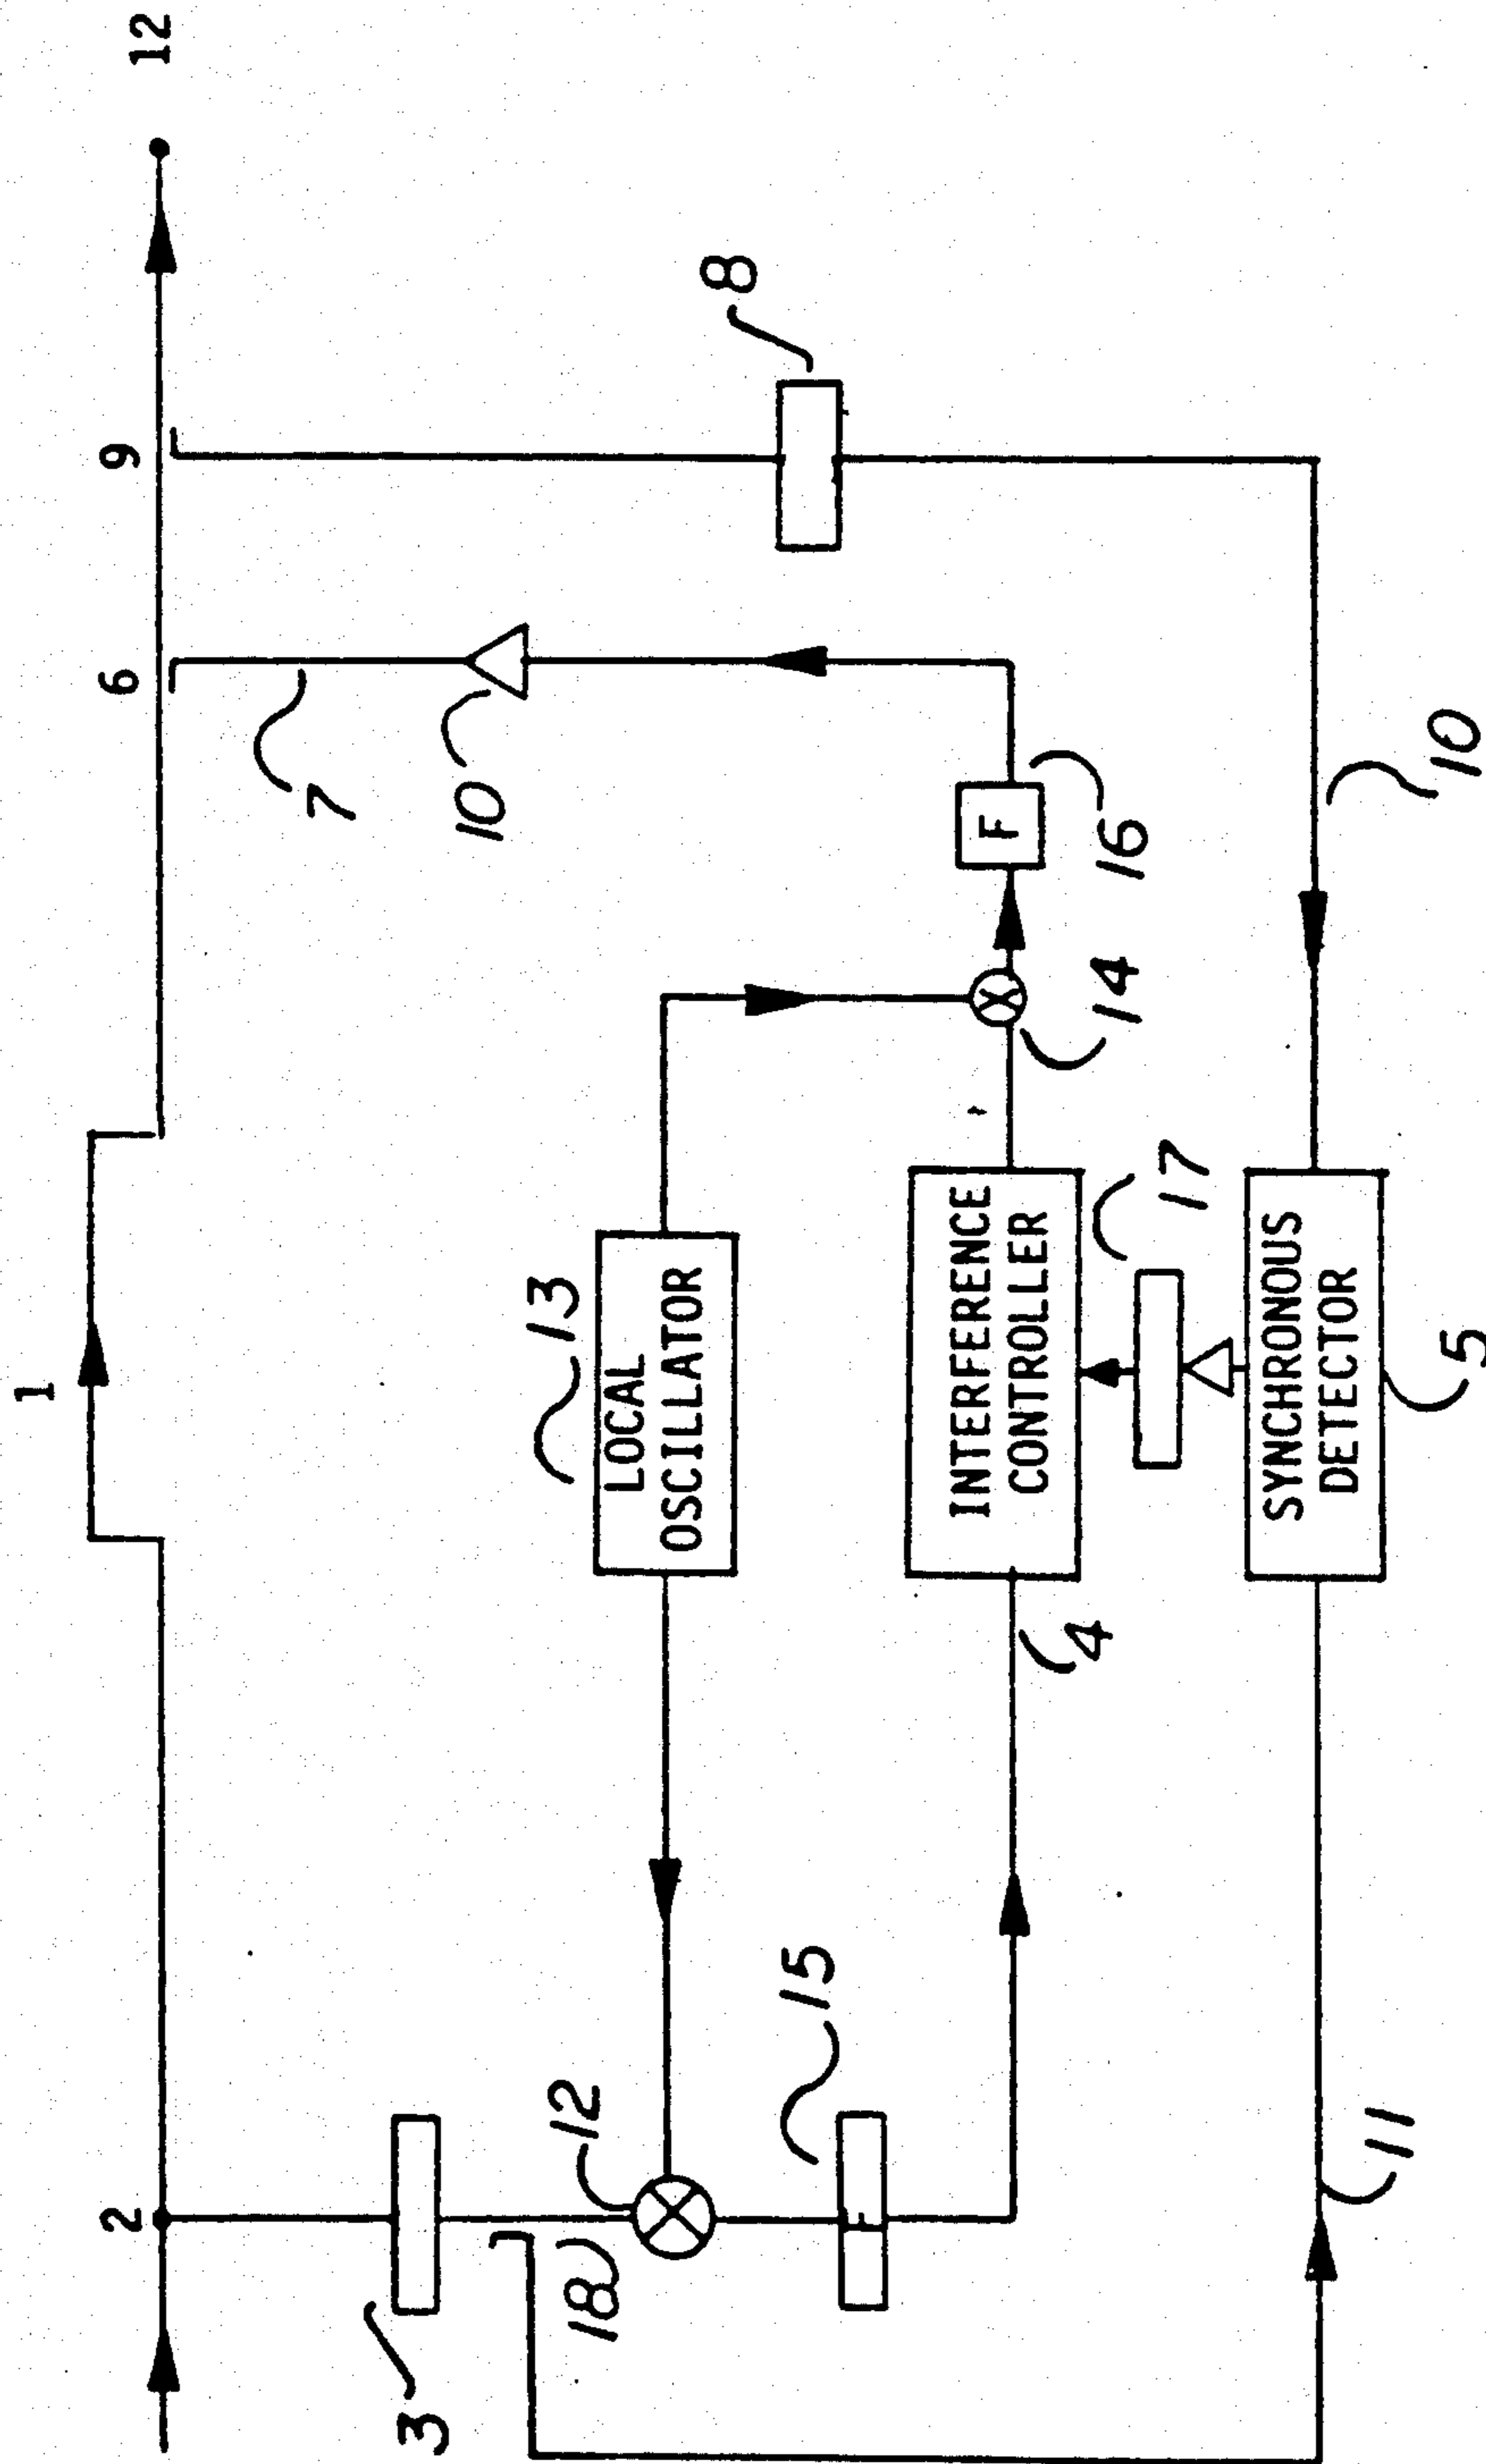 1
2
6
9
12
3
18
12
15
LOCAL
OSCILLATOR
13
7
10
8
INTERFERENCE
CONTROLLER
4
14
F
16
F
17
SYNCHRONOUS
DETECTOR
5
11
10